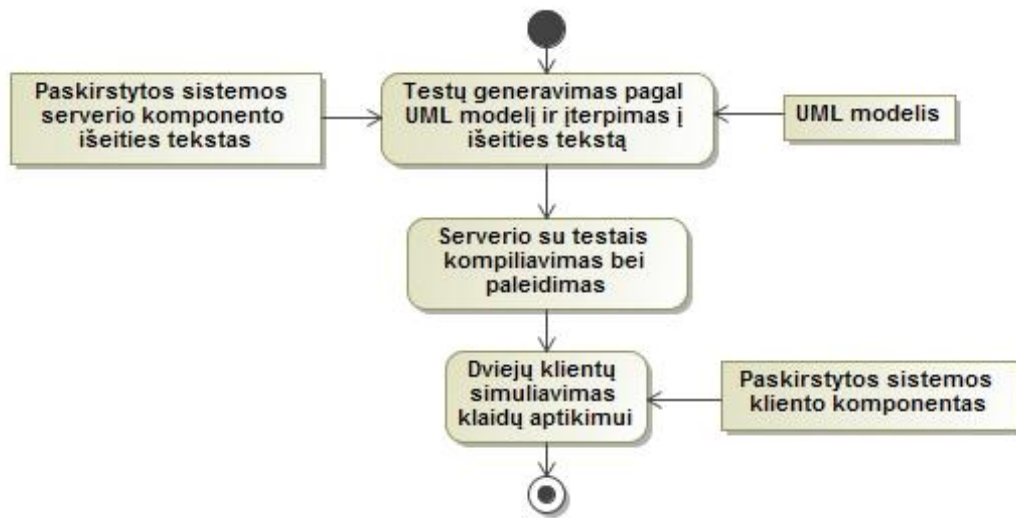 Paskirstytos sistemos
serverio komponento
išeities tekstas
Testų generavimas pagal
UML modelį ir įterpimas į
išeities tekstą
UML modelis
Serverio su testais
kompiliavimas bei
paleidimas
Dviejų klientų
simuliavimas
klaidų aptikimui
Paskirstytos sistemos
kliento komponentas